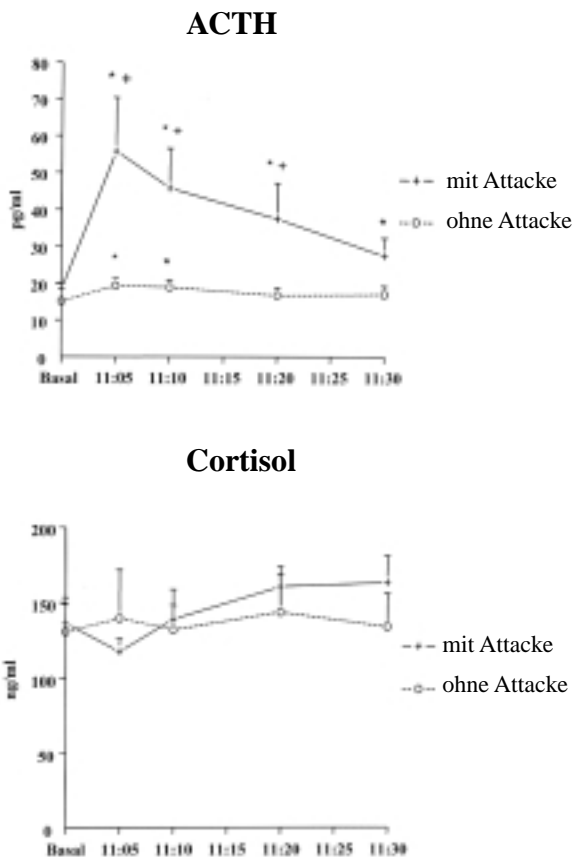 ACTH
80
70
60
50
40
30
20
10
0
pg/ml
* +
* +
* +
*
*
*
mit Attacke
ohne Attacke
Basal 11:05 11:10 11:15 11:20 11:25 11:30
Cortisol
200
150
100
50
0
ng/ml
mit Attacke
ohne Attacke
Basal 11:05 11:10 11:15 11:20 11:25 11:30